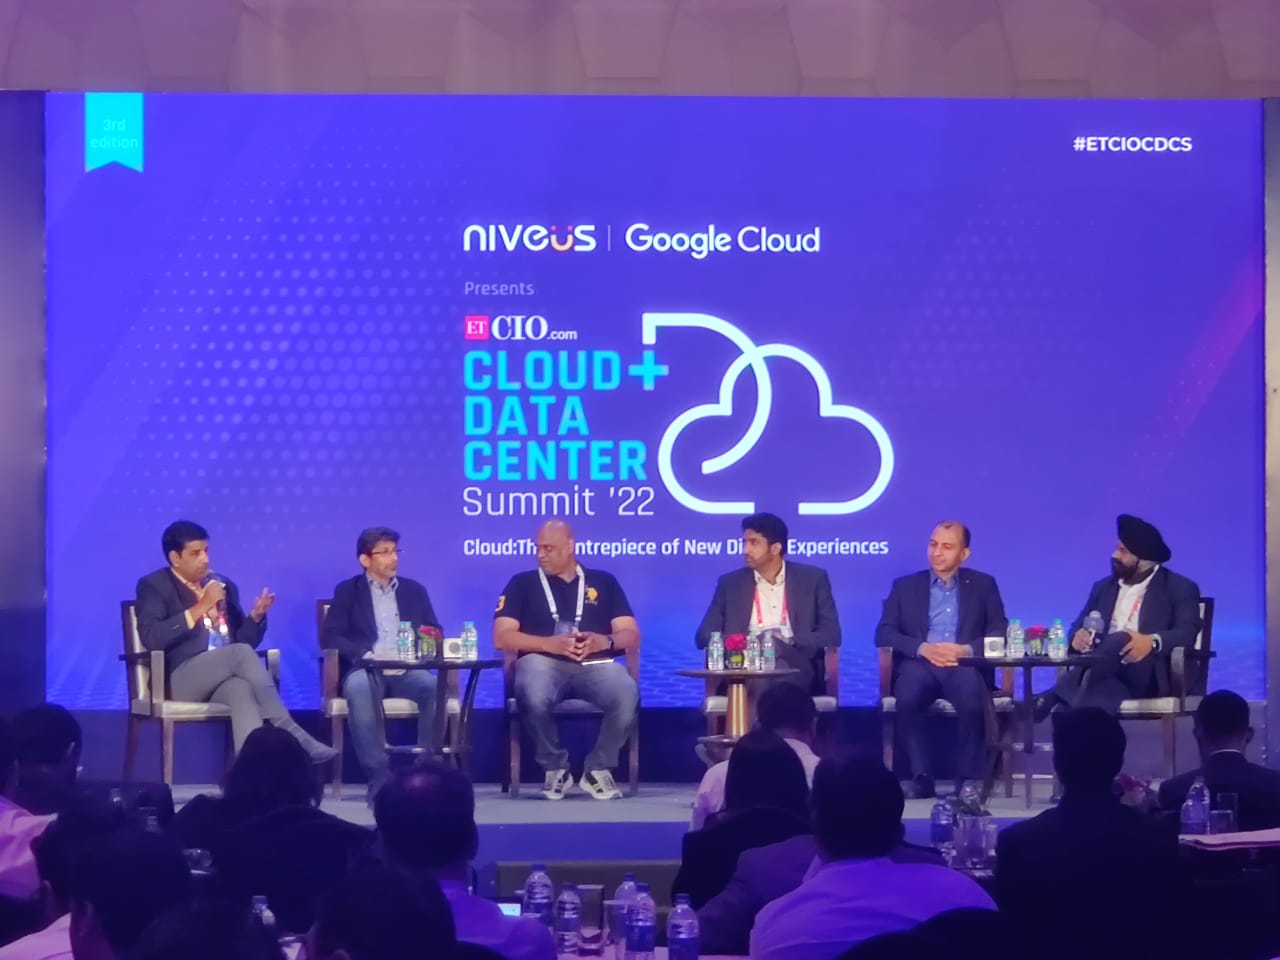 3rd
edition
#ETCIOCDCS
niveus | Google Cloud
Presents
ET CIO.com
CLOUD+
DATA
CENTER
Summit '22
Cloud:Th ntrepiece of New Di Experiences